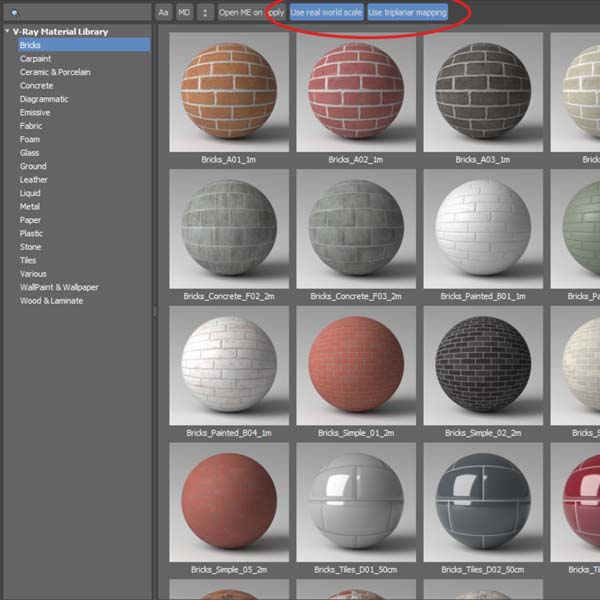 Aa MD Open ME on Use real world scale Use triplanar mapping
V-Ray Material Library
Bricks
Carpaint
Ceramic & Porcelain
Concrete
Diagrammatic
Emissive
Fabric
Foam
Glass
Ground
Leather
Liquid
Metal
Paper
Plastic
Stone
Tiles
Various
WallPaint & Wallpaper
Wood & Laminate
Bricks_A01_1m Bricks_A02_1m Bricks_A03_1m Bricks
Bricks_Concrete_F02_2m Bricks_Concrete_F03_2m Bricks_Painted_B01_1m Bricks_Pa
Bricks_Painted_B04_1m Bricks_Simple_01_2m Bricks_Simple_02_2m Bricks_S
Bricks_Simple_05_2m Bricks_Tiles_D01_50cm Bricks_Tiles_D02_50cm Bricks_Ti